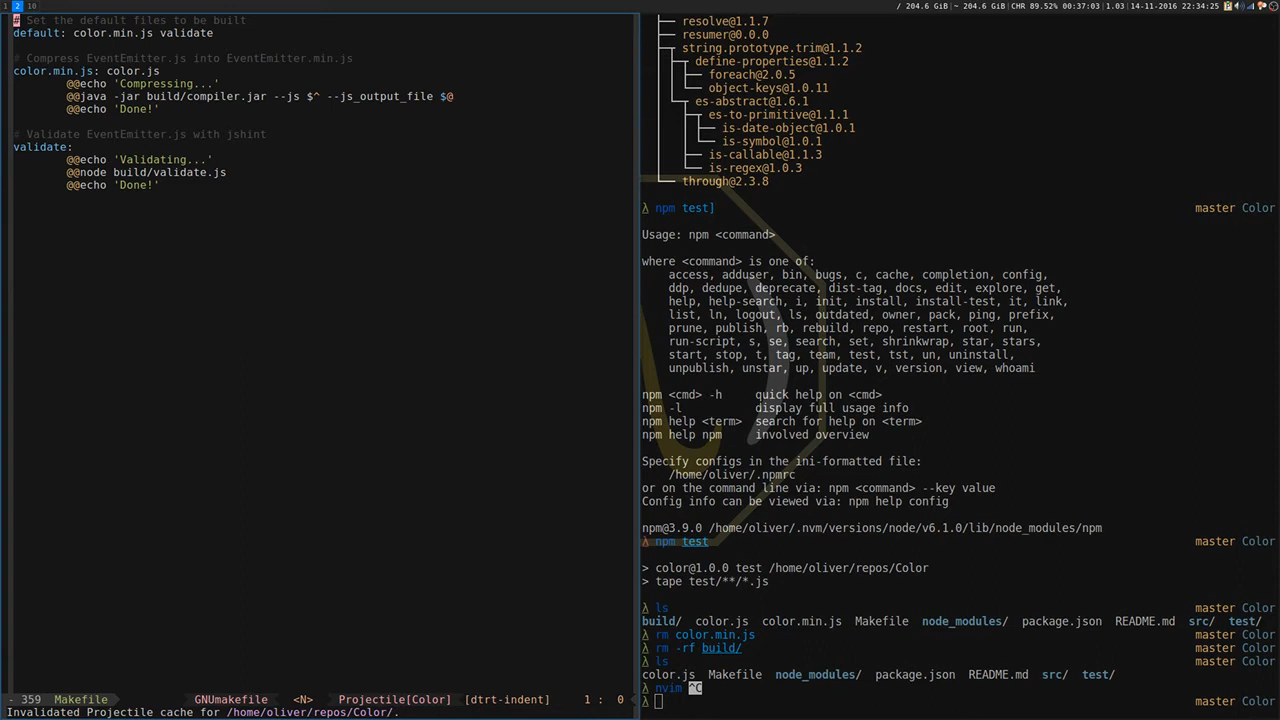 1 2 10
/ 204.6 GiB|~ 204.6 GiB|CHR 89.52% 00:37:03|1.03 14-11-2016 22:34:25
# Set the default files to be built
default: color.min.js validate
# Compress EventEmitter.js into EventEmitter.min.js
color.min.js: color.js
@@echo 'Compressing...'
@@java -jar build/compiler.jar --js $^ --js_output_file $@
@@echo 'Done!'
# Validate EventEmitter.js with jshint
validate:
@@echo 'Validating...'
@@node build/validate.js
@@echo 'Done!'
- 359 Makefile GNUmakefile <N> Projectile[Color] [dtrt-indent] 1 : 0
Invalidated Projectile cache for /home/oliver/repos/Color/.
├── resolve@1.1.7
├── resumer@0.0.0
├─┬ string.prototype.trim@1.1.2
│ ├─┬ define-properties@1.1.2
│ │ ├── foreach@2.0.5
│ │ └── object-keys@1.0.11
│ └─┬ es-abstract@1.6.1
│   ├─┬ es-to-primitive@1.1.1
│   │ ├── is-date-object@1.0.1
│   │ └── is-symbol@1.0.1
│   ├── is-callable@1.1.3
│   └── is-regex@1.0.3
└── through@2.3.8
λ npm test] master Color
Usage: npm <command>
where <command> is one of:
access, adduser, bin, bugs, c, cache, completion, config,
ddp, dedupe, deprecate, dist-tag, docs, edit, explore, get,
help, help-search, i, init, install, install-test, it, link,
list, ln, logout, ls, outdated, owner, pack, ping, prefix,
prune, publish, rb, rebuild, repo, restart, root, run,
run-script, s, se, search, set, shrinkwrap, star, stars,
start, stop, t, tag, team, test, tst, un, uninstall,
unpublish, unstar, up, update, v, version, view, whoami
npm <cmd> -h quick help on <cmd>
npm -l display full usage info
npm help <term> search for help on <term>
npm help npm involved overview
Specify configs in the ini-formatted file:
/home/oliver/.npmrc
or on the command line via: npm <command> --key value
Config info can be viewed via: npm help config
npm@3.9.0 /home/oliver/.nvm/versions/node/v6.1.0/lib/node_modules/npm
λ npm test master Color
> color@1.0.0 test /home/oliver/repos/Color
> tape test/**/*.js
λ ls master Color
build/ color.js color.min.js Makefile node_modules/ package.json README.md src/ test/
λ rm color.min.js master Color
λ rm -rf build/ master Color
λ ls master Color
color.js Makefile node_modules/ package.json README.md src/ test/
λ nvim ^C master Color
λ master Color